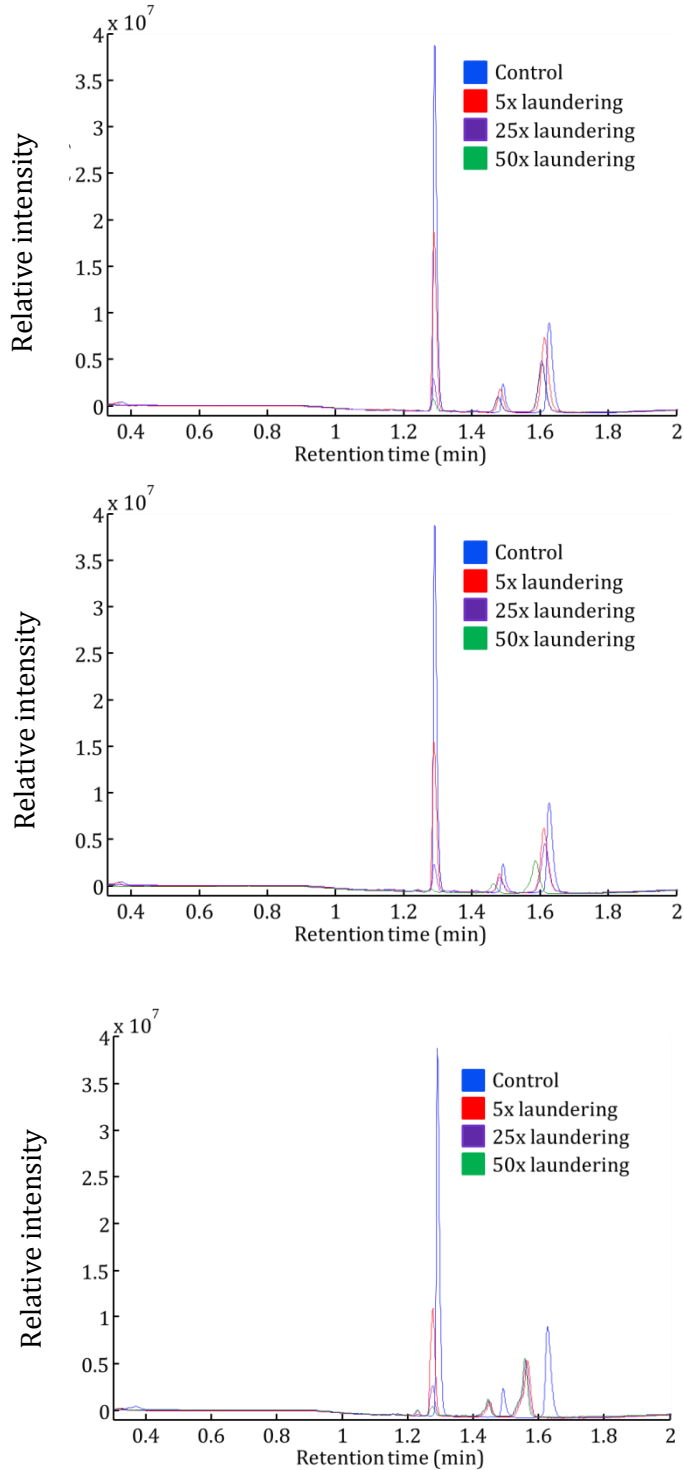 x 10^7
4
3.5
3
2.5
2
1.5
1
0.5
0
Relative intensity
Control
5x laundering
25x laundering
50x laundering
0.4 0.6 0.8 1 1.2 1.4 1.6 1.8 2
Retention time (min)
x 10^7
4
3.5
3
2.5
2
1.5
1
0.5
0
Relative intensity
Control
5x laundering
25x laundering
50x laundering
0.4 0.6 0.8 1 1.2 1.4 1.6 1.8 2
Retention time (min)
x 10^7
4
3.5
3
2.5
2
1.5
1
0.5
0
Relative intensity
Control
5x laundering
25x laundering
50x laundering
0.4 0.6 0.8 1 1.2 1.4 1.6 1.8 2
Retention time (min)